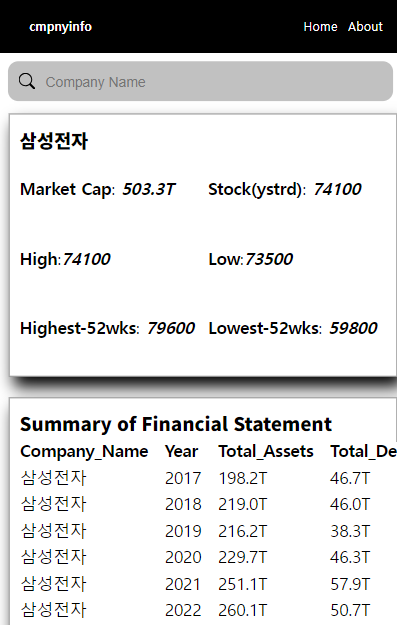 cmpnyinfo Home About
Company Name
삼성전자
Market Cap: 503.3T Stock(ystrd): 74100
High:74100 Low:73500
Highest-52wks: 79600 Lowest-52wks: 59800
Summary of Financial Statement
Company_Name Year Total_Assets Total_De
삼성전자 2017 198.2T 46.7T
삼성전자 2018 219.0T 46.0T
삼성전자 2019 216.2T 38.3T
삼성전자 2020 229.7T 46.3T
삼성전자 2021 251.1T 57.9T
삼성전자 2022 260.1T 50.7T